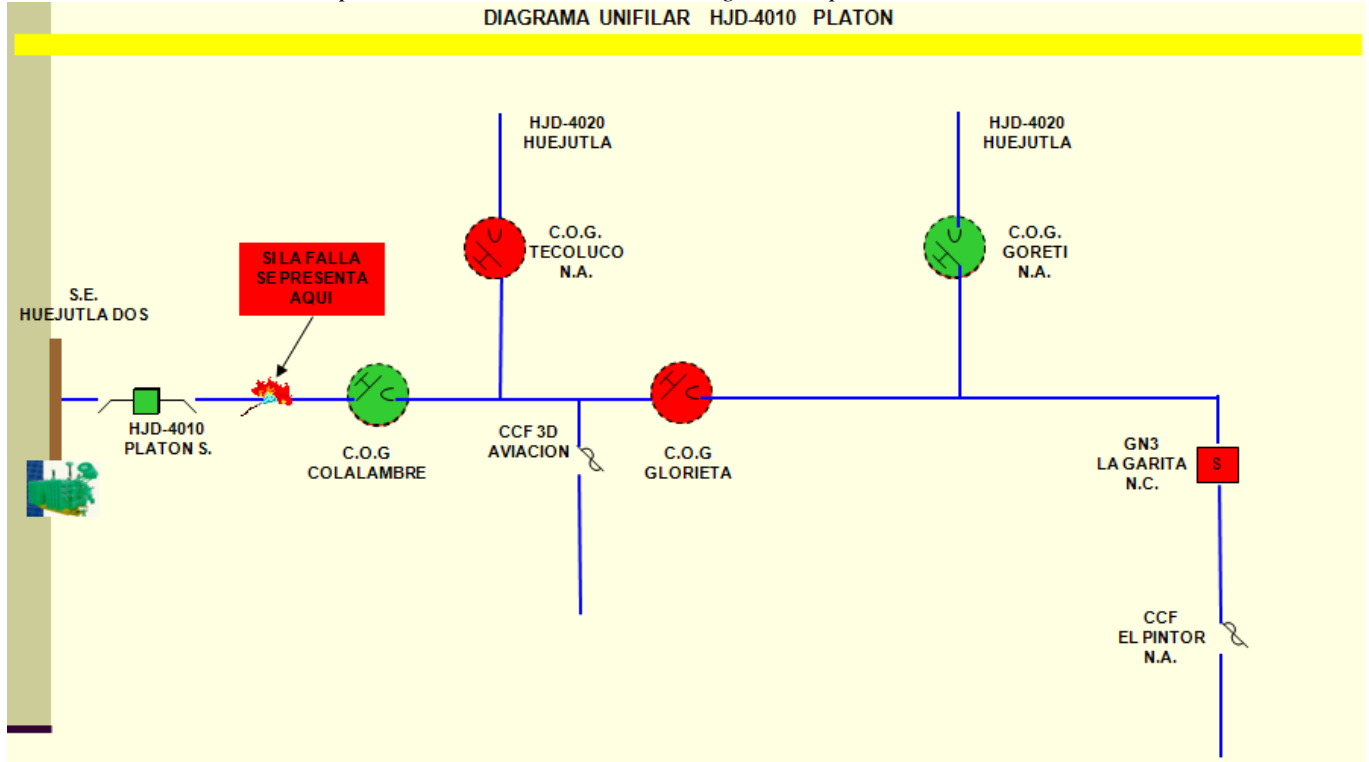 DIAGRAMA UNIFILAR HJD-4010 PLATON
HJD-4020
HUEJUTLA
HJD-4020
HUEJUTLA
C.O.G.
TECOLUCO
N.A.
C.O.G.
GORETI
N.A.
SI LA FALLA
SE PRESENTA
AQUI
S.E.
HUEJUTLA DOS
HJD-4010
PLATON S.
C.O.G
COLALAMBRE
CCF 3D
AVIACION
C.O.G
GLORIETA
GN3
LA GARITA
N.C.
S
CCF
EL PINTOR
N.A.